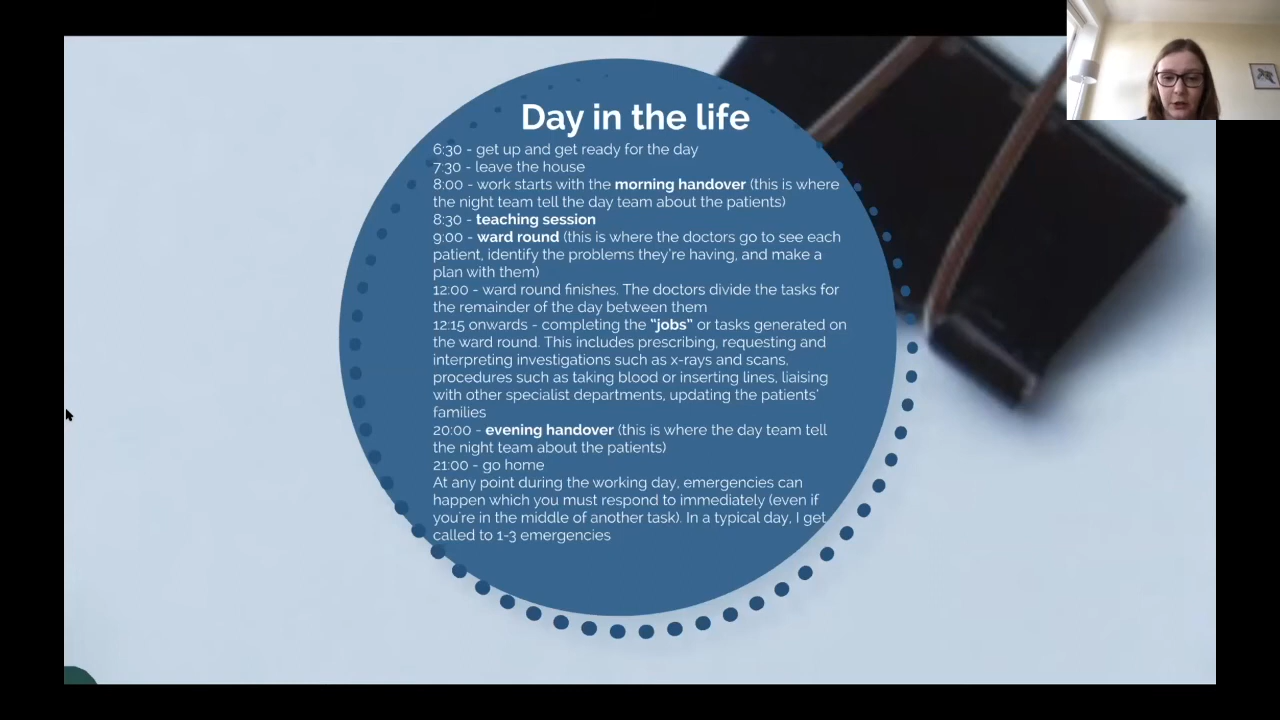 Day in the life
6:30 - get up and get ready for the day
7:30 - leave the house
8:00 - work starts with the morning handover (this is where
the night team tell the day team about the patients)
8:30 - teaching session
9:00 - ward round (this is where the doctors go to see each
patient, identify the problems they're having, and make a
plan with them)
12:00 - ward round finishes. The doctors divide the tasks for
the remainder of the day between them
12:15 onwards - completing the "jobs" or tasks generated on
the ward round. This includes prescribing, requesting and
interpreting investigations such as x-rays and scans,
procedures such as taking blood or inserting lines, liaising
with other specialist departments, updating the patients'
families
20:00 - evening handover (this is where the day team tell
the night team about the patients)
21:00 - go home
At any point during the working day, emergencies can
happen which you must respond to immediately (even if
you're in the middle of another task). In a typical day, I get
called to 1-3 emergencies